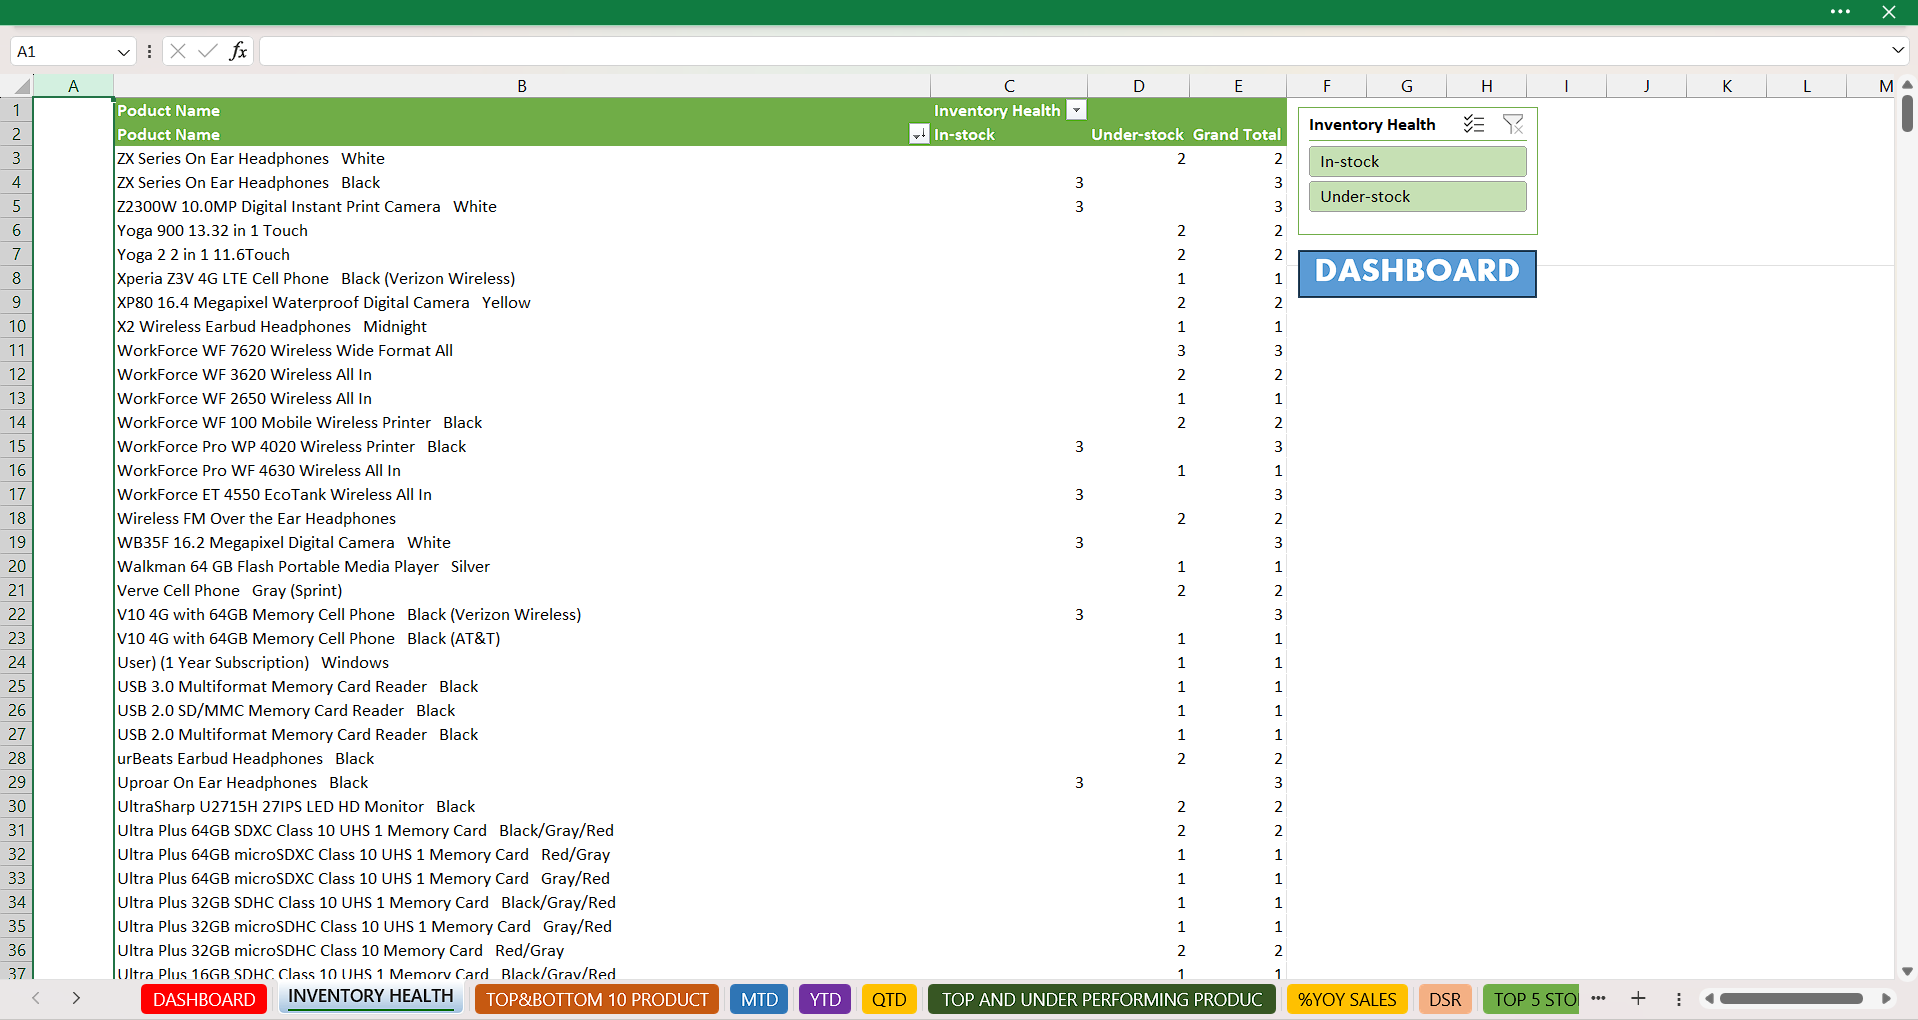 A1
fx
A B C D E F G H I J K L M
1 Poduct Name Inventory Health
2 Poduct Name In-stock Under-stock Grand Total
3 ZX Series On Ear Headphones White 2 2
4 ZX Series On Ear Headphones Black 3 3
5 Z2300W 10.0MP Digital Instant Print Camera White 3 3
6 Yoga 900 13.32 in 1 Touch 2 2
7 Yoga 2 2 in 1 11.6Touch 2 2
8 Xperia Z3V 4G LTE Cell Phone Black (Verizon Wireless) 1 1
9 XP80 16.4 Megapixel Waterproof Digital Camera Yellow 2 2
10 X2 Wireless Earbud Headphones Midnight 1 1
11 WorkForce WF 7620 Wireless Wide Format All 3 3
12 WorkForce WF 3620 Wireless All In 2 2
13 WorkForce WF 2650 Wireless All In 1 1
14 WorkForce WF 100 Mobile Wireless Printer Black 2 2
15 WorkForce Pro WP 4020 Wireless Printer Black 3 3
16 WorkForce Pro WF 4630 Wireless All In 1 1
17 WorkForce ET 4550 EcoTank Wireless All In 3 3
18 Wireless FM Over the Ear Headphones 2 2
19 WB35F 16.2 Megapixel Digital Camera White 3 3
20 Walkman 64 GB Flash Portable Media Player Silver 1 1
21 Verve Cell Phone Gray (Sprint) 2 2
22 V10 4G with 64GB Memory Cell Phone Black (Verizon Wireless) 3 3
23 V10 4G with 64GB Memory Cell Phone Black (AT&T) 1 1
24 User) (1 Year Subscription) Windows 1 1
25 USB 3.0 Multiformat Memory Card Reader Black 1 1
26 USB 2.0 SD/MMC Memory Card Reader Black 1 1
27 USB 2.0 Multiformat Memory Card Reader Black 1 1
28 urBeats Earbud Headphones Black 2 2
29 Uproar On Ear Headphones Black 3 3
30 UltraSharp U2715H 27IPS LED HD Monitor Black 2 2
31 Ultra Plus 64GB SDXC Class 10 UHS 1 Memory Card Black/Gray/Red 2 2
32 Ultra Plus 64GB microSDXC Class 10 UHS 1 Memory Card Red/Gray 1 1
33 Ultra Plus 64GB microSDXC Class 10 UHS 1 Memory Card Gray/Red 1 1
34 Ultra Plus 32GB SDHC Class 10 UHS 1 Memory Card Black/Gray/Red 1 1
35 Ultra Plus 32GB microSDHC Class 10 UHS 1 Memory Card Gray/Red 1 1
36 Ultra Plus 32GB microSDHC Class 10 Memory Card Red/Gray 2 2
37 Ultra Plus 16GB SDHC Class 10 UHS 1 Memory Card Black/Gray/Red 1 1
Inventory Health
In-stock
Under-stock
DASHBOARD
DASHBOARD INVENTORY HEALTH TOP&BOTTOM 10 PRODUCT MTD YTD QTD TOP AND UNDER PERFORMING PRODUC %YOY SALES DSR TOP 5 STO